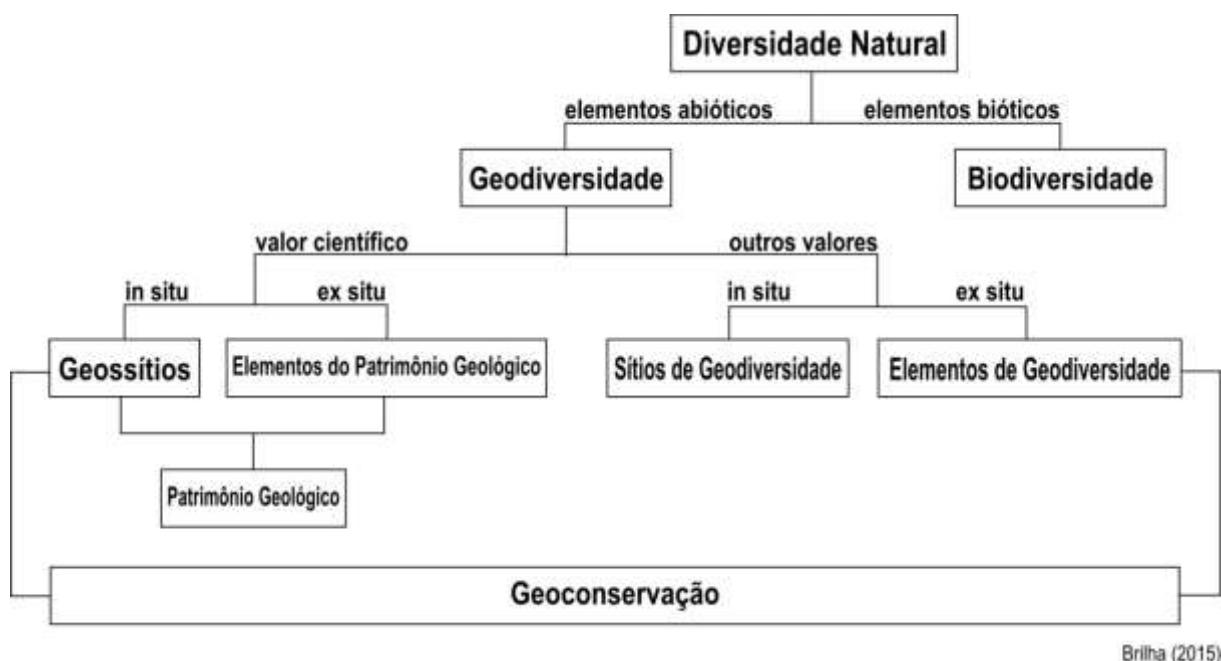 Diversidade Natural
elementos abióticos
elementos bióticos
Geodiversidade
Biodiversidade
valor científico
outros valores
in situ
ex situ
in situ
ex situ
Geossítios
Elementos do Patrimônio Geológico
Sítios de Geodiversidade
Elementos de Geodiversidade
Patrimônio Geológico
Geoconservação
Brilha (2015)